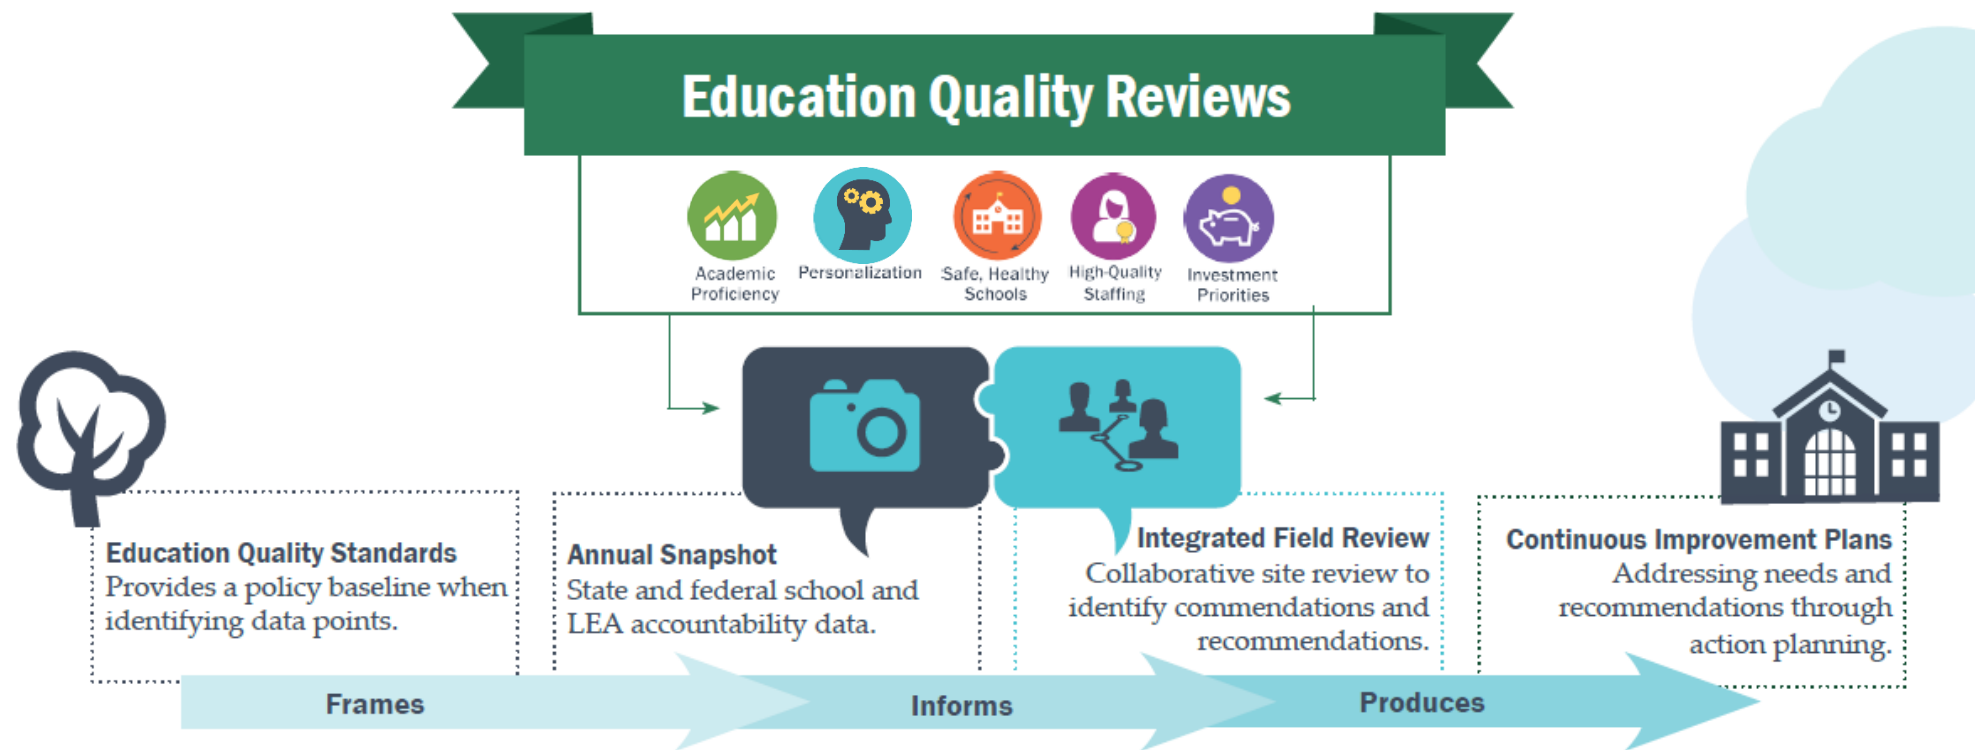 Education Quality Reviews
Academic
Proficiency
Personalization
Safe, Healthy
Schools
High-Quality
Staffing
Investment
Priorities
Education Quality Standards
Provides a policy baseline when
identifying data points.
Annual Snapshot
State and federal school and
LEA accountability data.
Integrated Field Review
Collaborative site review to
identify commendations and
recommendations.
Continuous Improvement Plans
Addressing needs and
recommendations through
action planning.
Frames
Informs
Produces